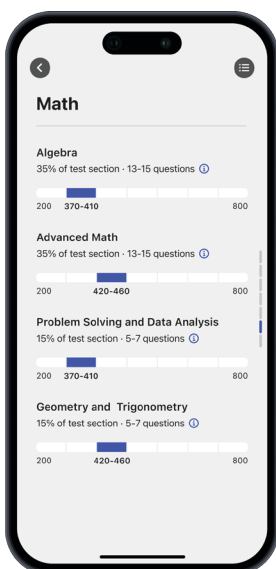 Math
Algebra
35% of test section · 13-15 questions
200 370-410 800
Advanced Math
35% of test section · 13-15 questions
200 420-460 800
Problem Solving and Data Analysis
15% of test section · 5-7 questions
200 370-410 800
Geometry and Trigonometry
15% of test section · 5-7 questions
200 420-460 800